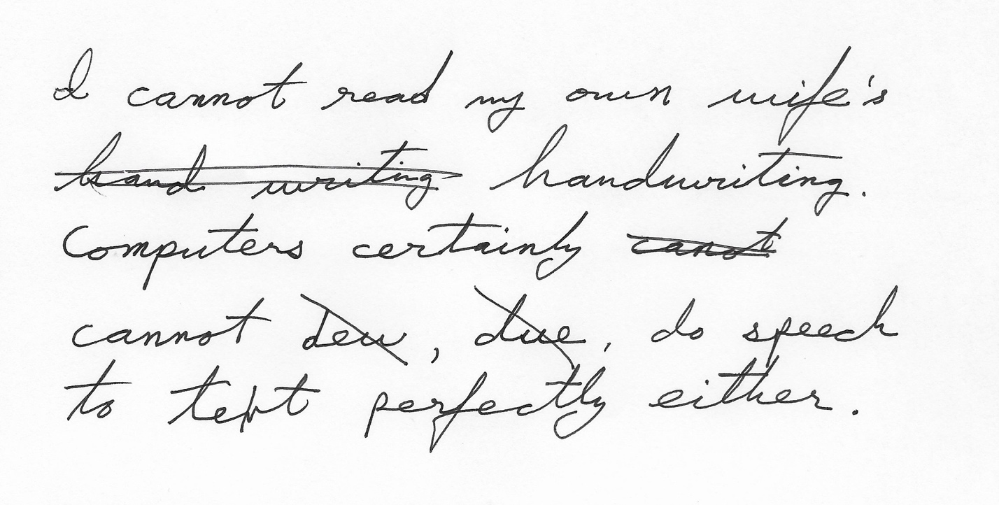 I cannot read my own wife's
hand writing handwriting.
Computers certainly canot
cannot dew, due, do speech
to text perfectly either.